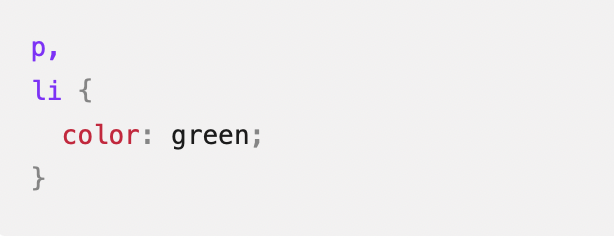 p,
li {
  color: green;
}